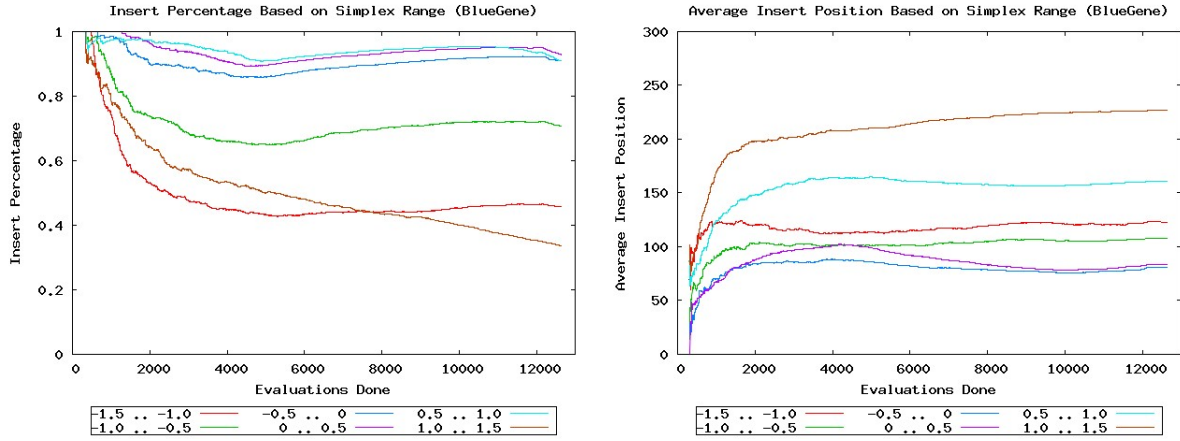 Insert Percentage Based on Simplex Range (BlueGene)
1
0.8
0.6
0.4
0.2
0
Insert Percentage
0 2000 4000 6000 8000 10000 12000
Evaluations Done
-1.5 .. -1.0 -0.5 .. 0 0.5 .. 1.0
-1.0 .. -0.5 0 .. 0.5 1.0 .. 1.5
Average Insert Position Based on Simplex Range (BlueGene)
300
250
200
150
100
50
0
Average Insert Position
0 2000 4000 6000 8000 10000 12000
Evaluations Done
-1.5 .. -1.0 -0.5 .. 0 0.5 .. 1.0
-1.0 .. -0.5 0 .. 0.5 1.0 .. 1.5